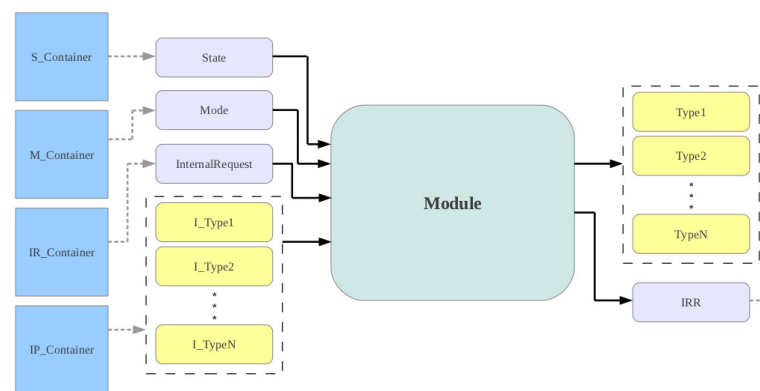 S_Container
State
Mode
M_Container
InternalRequest
IR_Container
I_Type1
I_Type2
*
*
*
I_TypeN
IP_Container
Module
Type1
Type2
*
*
*
TypeN
IRR